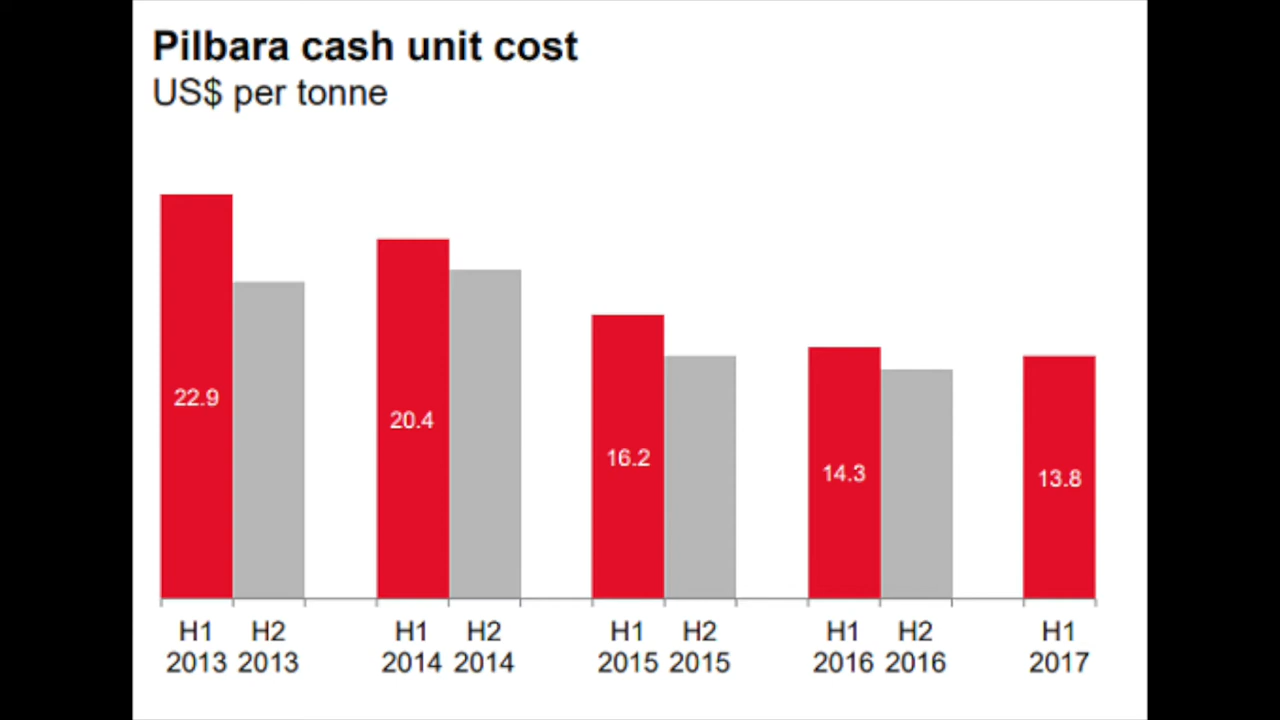 Pilbara cash unit cost
US$ per tonne
22.9
20.4
16.2
14.3
13.8
H1 H2 H1 H2 H1 H2 H1 H2 H1
2013 2013 2014 2014 2015 2015 2016 2016 2017